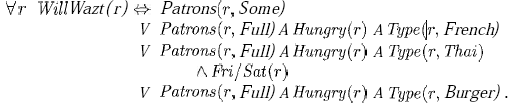 ∀r WillWazt(r) ⇔ Patrons(r, Some)
V Patrons(r, Full) A Hungry(r) A Type(r, French)
V Patrons(r, Full) A Hungry(r) A Type(r, Thai)
∧ Fri/Sat(r)
V Patrons(r, Full) A Hungry(r) A Type(r, Burger) .